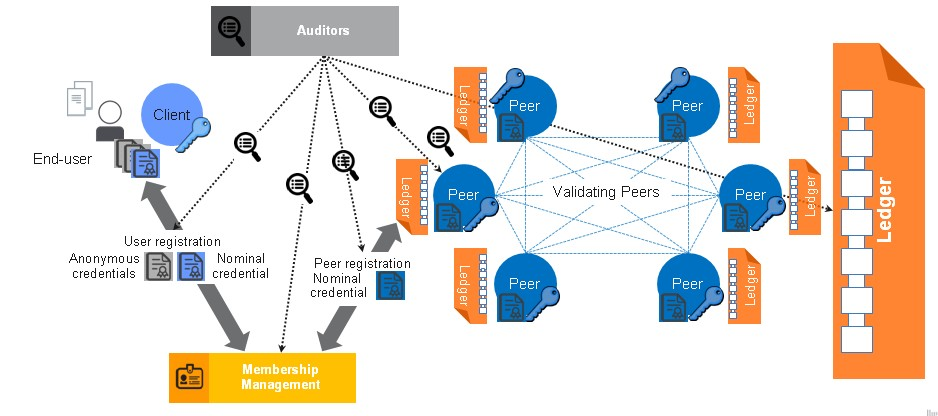 Auditors
Client
End-user
User registration
Anonymous
credentials
Nominal
credential
Peer registration
Nominal
credential
Membership
Management
Ledger
Peer
Peer
Ledger
Ledger
Peer
Validating Peers
Peer
Ledger
Ledger
Peer
Peer
Ledger
Ledger